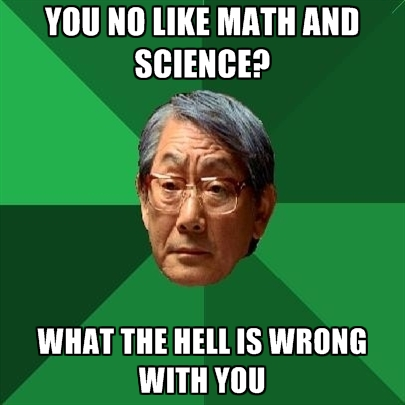 YOU NO LIKE MATH AND
SCIENCE?
WHAT THE HELL IS WRONG
WITH YOU